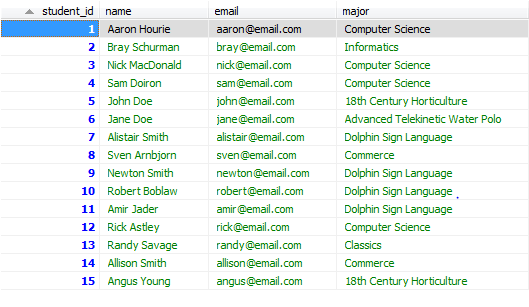 student_id name email major
1 Aaron Hourie aaron@email.com Computer Science
2 Bray Schurman bray@email.com Informatics
3 Nick MacDonald nick@email.com Computer Science
4 Sam Doiron sam@email.com Computer Science
5 John Doe john@email.com 18th Century Horticulture
6 Jane Doe jane@email.com Advanced Telekinetic Water Polo
7 Alistair Smith alistair@email.com Dolphin Sign Language
8 Sven Arnbjorn sven@email.com Commerce
9 Newton Smith newton@email.com Dolphin Sign Language
10 Robert Boblaw robert@email.com Dolphin Sign Language
11 Amir Jader amir@email.com Dolphin Sign Language
12 Rick Astley rick@email.com Computer Science
13 Randy Savage randy@email.com Classics
14 Allison Smith allison@email.com Commerce
15 Angus Young angus@email.com 18th Century Horticulture